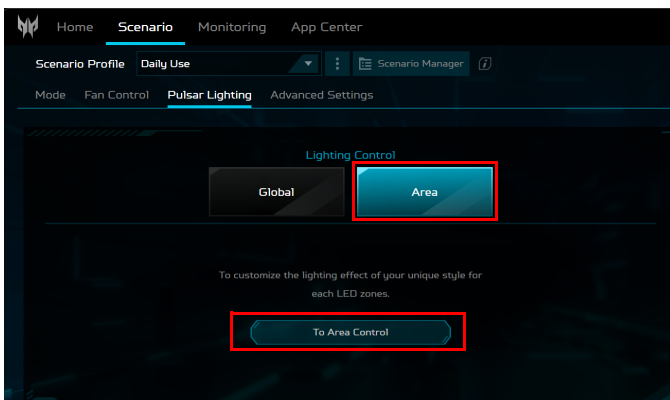 Home Scenario Monitoring App Center
Scenario Profile Daily Use Scenario Manager i
Mode Fan Control Pulsar Lighting Advanced Settings
Lighting Control
Global Area
To customize the lighting effect of your unique style for
each LED zones.
To Area Control